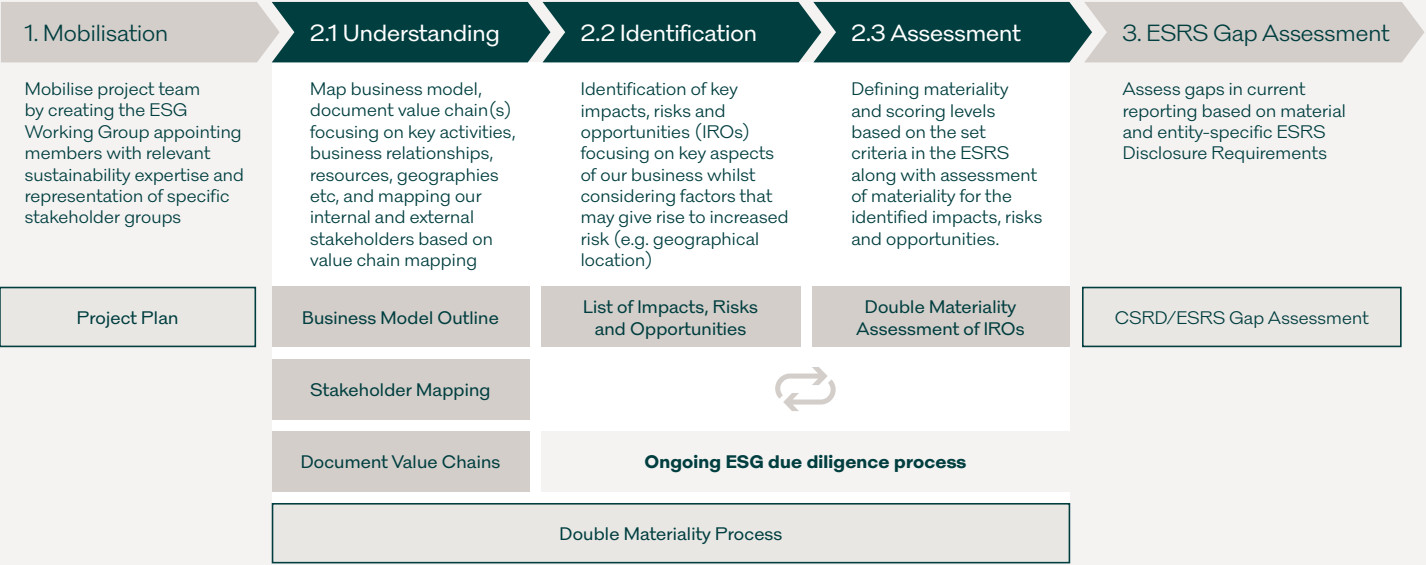 1. Mobilisation
Mobilise project team
by creating the ESG
Working Group appointing
members with relevant
sustainability expertise and
representation of specific
stakeholder groups
Project Plan
2.1 Understanding
Map business model,
document value chain(s)
focusing on key activities,
business relationships,
resources, geographies
etc, and mapping our
internal and external
stakeholders based on
value chain mapping
Business Model Outline
Stakeholder Mapping
Document Value Chains
2.2 Identification
Identification of key
impacts, risks and
opportunities (IROs)
focusing on key aspects
of our business whilst
considering factors that
may give rise to increased
risk (e.g. geographical
location)
List of Impacts, Risks
and Opportunities
2.3 Assessment
Defining materiality
and scoring levels
based on the set
criteria in the ESRS
along with assessment
of materiality for the
identified impacts, risks
and opportunities.
Double Materiality
Assessment of IROs
Ongoing ESG due diligence process
Double Materiality Process
3. ESRS Gap Assessment
Assess gaps in current
reporting based on material
and entity-specific ESRS
Disclosure Requirements
CSRD/ESRS Gap Assessment